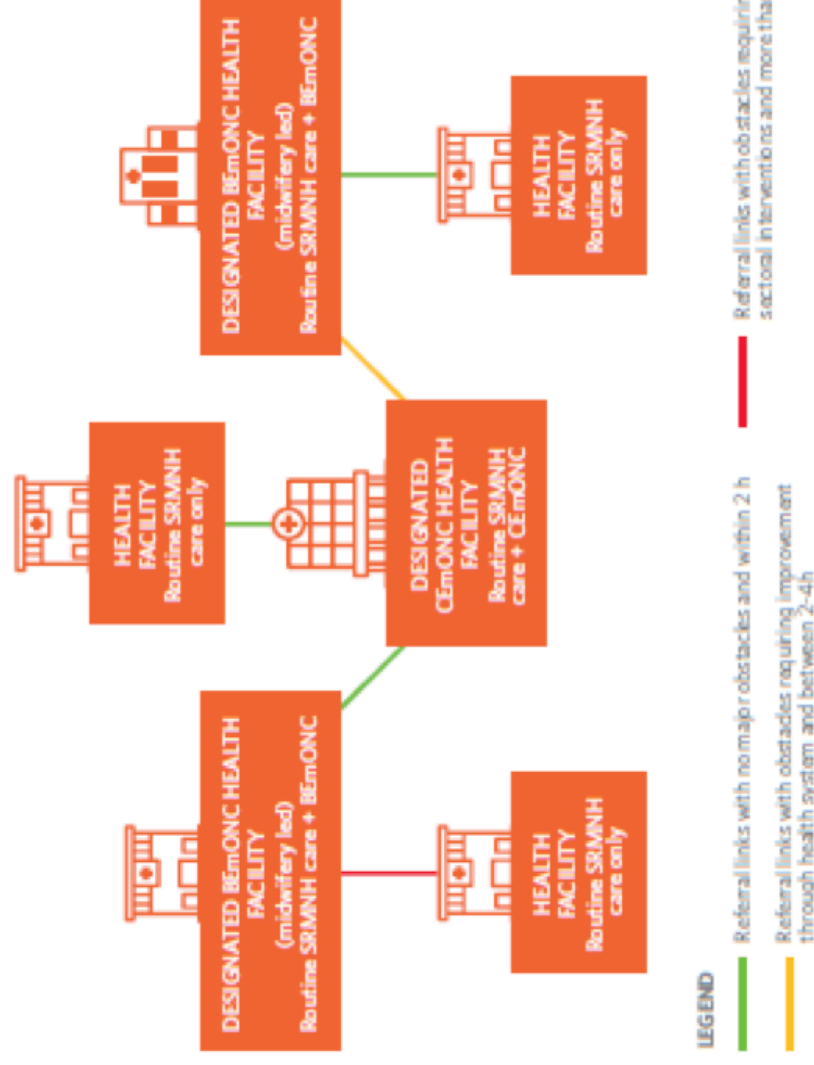 HEALTH
FACILITY
Routine SRMNH
care only
DESIGNATED BEmONC HEALTH
FACILITY
(midwifery led)
Routine SRMNH care + BEmONC
DESIGNATED BEmONC HEALTH
FACILITY
(midwifery led)
Routine SRMNH care + BEmONC
DESIGNATED
CEmONC HEALTH
FACILITY
Routine SRMNH
care + CEmONC
HEALTH
FACILITY
Routine SRMNH
care only
HEALTH
FACILITY
Routine SRMNH
care only
LEGEND
Referral links with no major obstacles and within 2 h
Referral links with obstacles requiring improvement
through health system and between 2-4h
Referral links with obstacles requirin
sectoral interventions and more tha